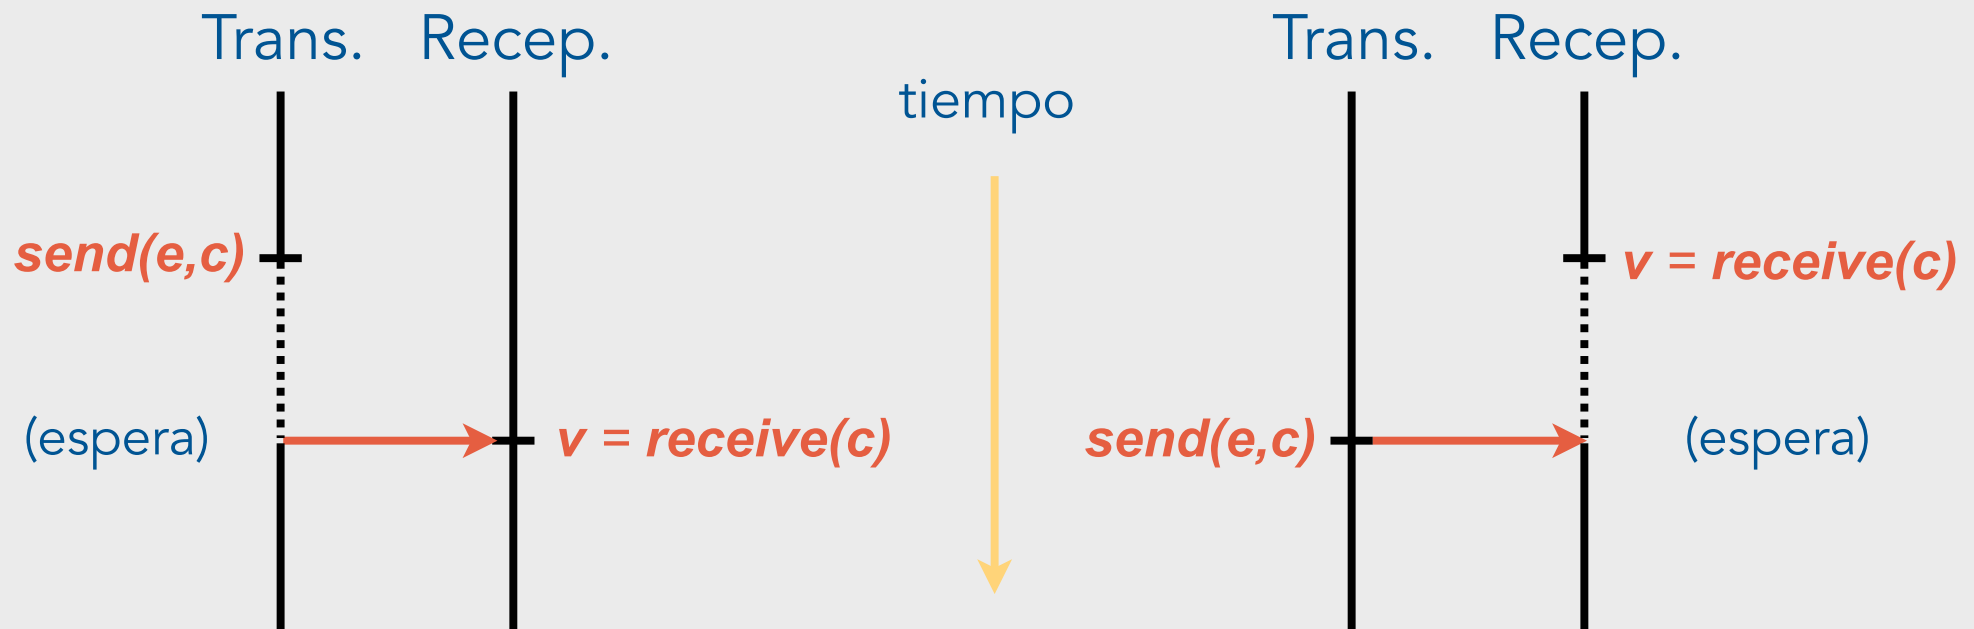 Trans. Recep.
tiempo
Trans. Recep.
send(e,c)
v = receive(c)
(espera)
v = receive(c)
send(e,c)
(espera)